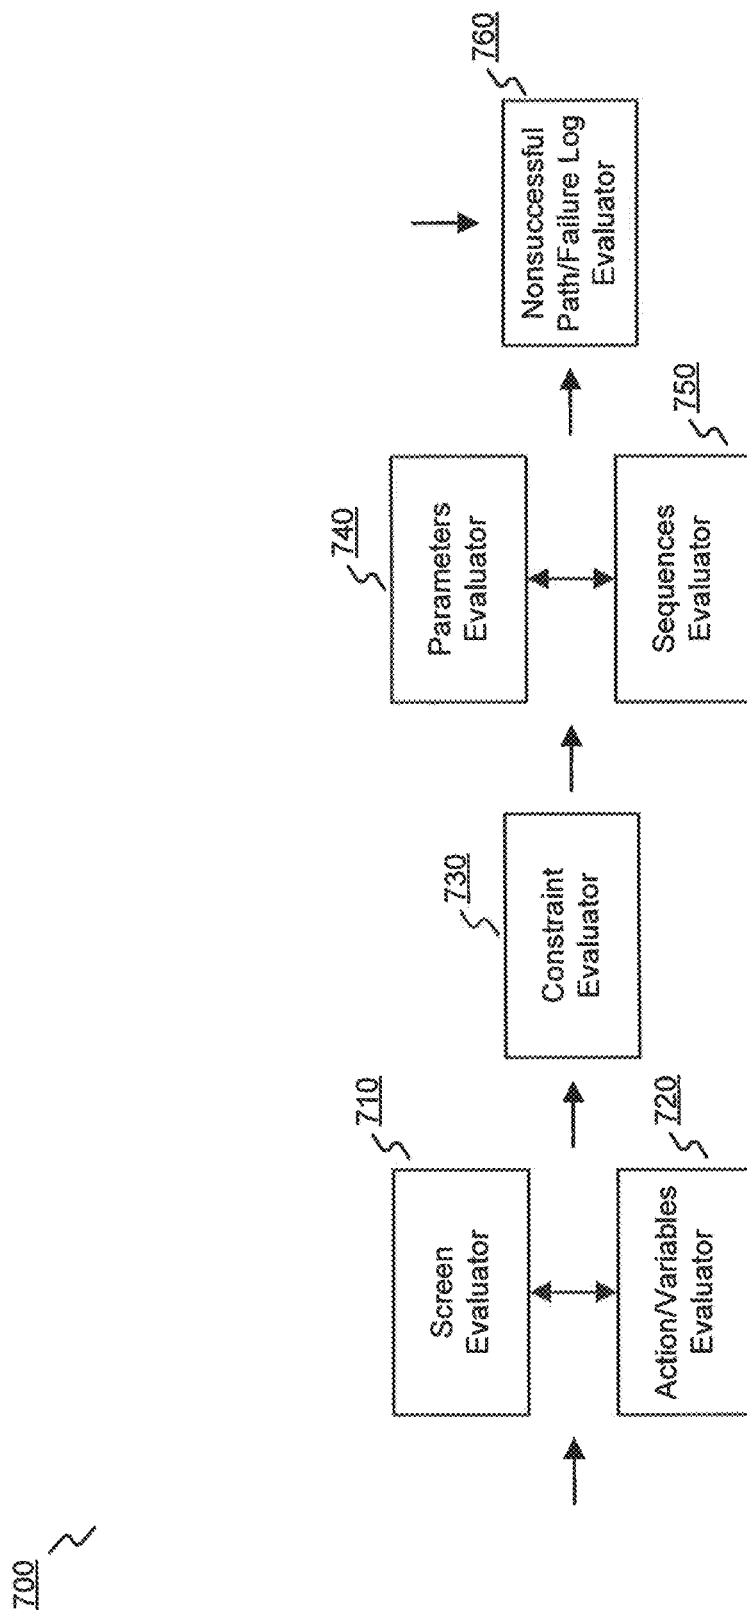 700
710
Screen
Evaluator
720
Action/Variables
Evaluator
730
Constraint
Evaluator
740
Parameters
Evaluator
750
Sequences
Evaluator
760
Nonsuccessful
Path/Failure Log
Evaluator